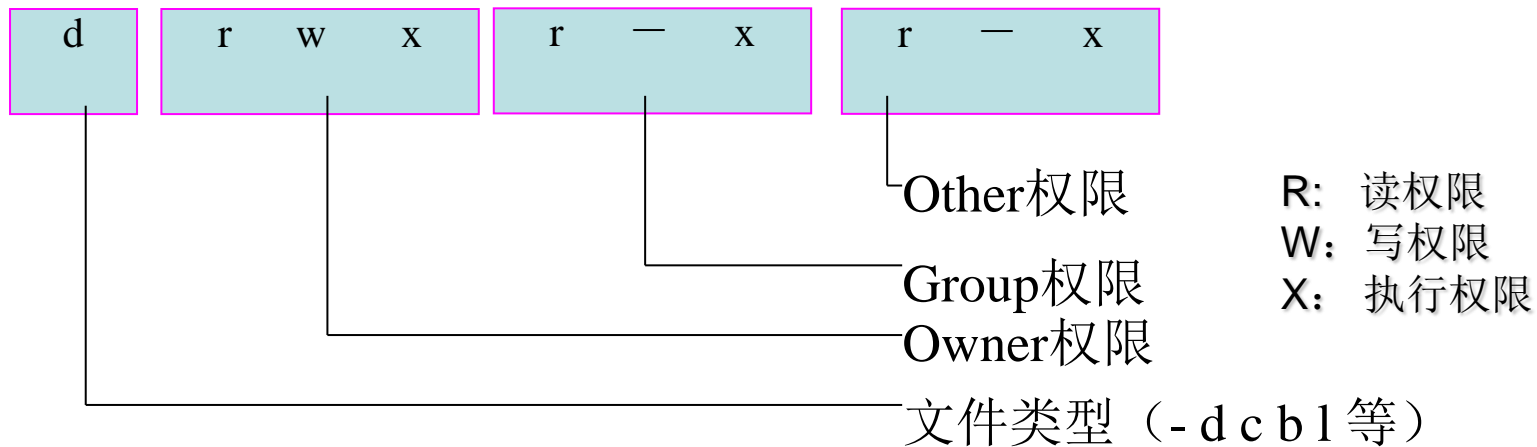 d r w x r — x r — x
Other权限
Group权限
Owner权限
文件类型（- d c b l 等）
R: 读权限
W：写权限
X：执行权限